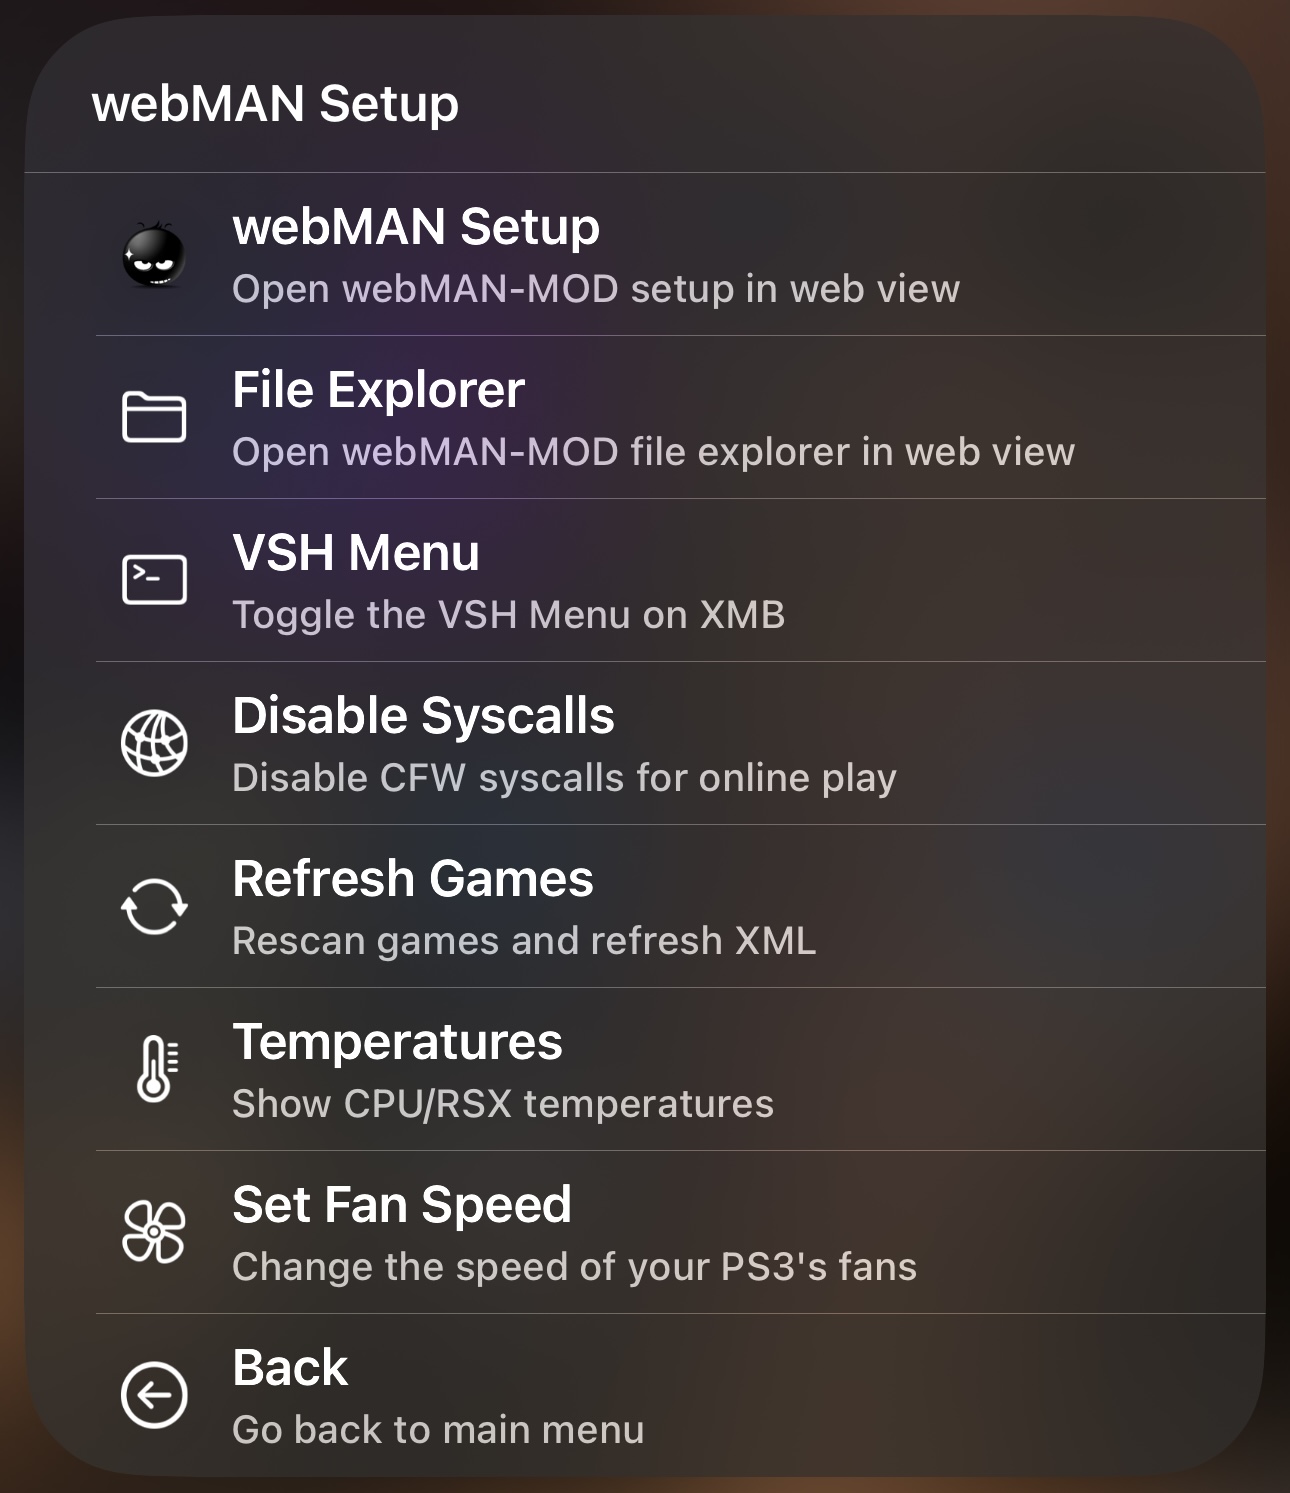 webMAN Setup
webMAN Setup
Open webMAN-MOD setup in web view
File Explorer
Open webMAN-MOD file explorer in web view
VSH Menu
Toggle the VSH Menu on XMB
Disable Syscalls
Disable CFW syscalls for online play
Refresh Games
Rescan games and refresh XML
Temperatures
Show CPU/RSX temperatures
Set Fan Speed
Change the speed of your PS3's fans
Back
Go back to main menu